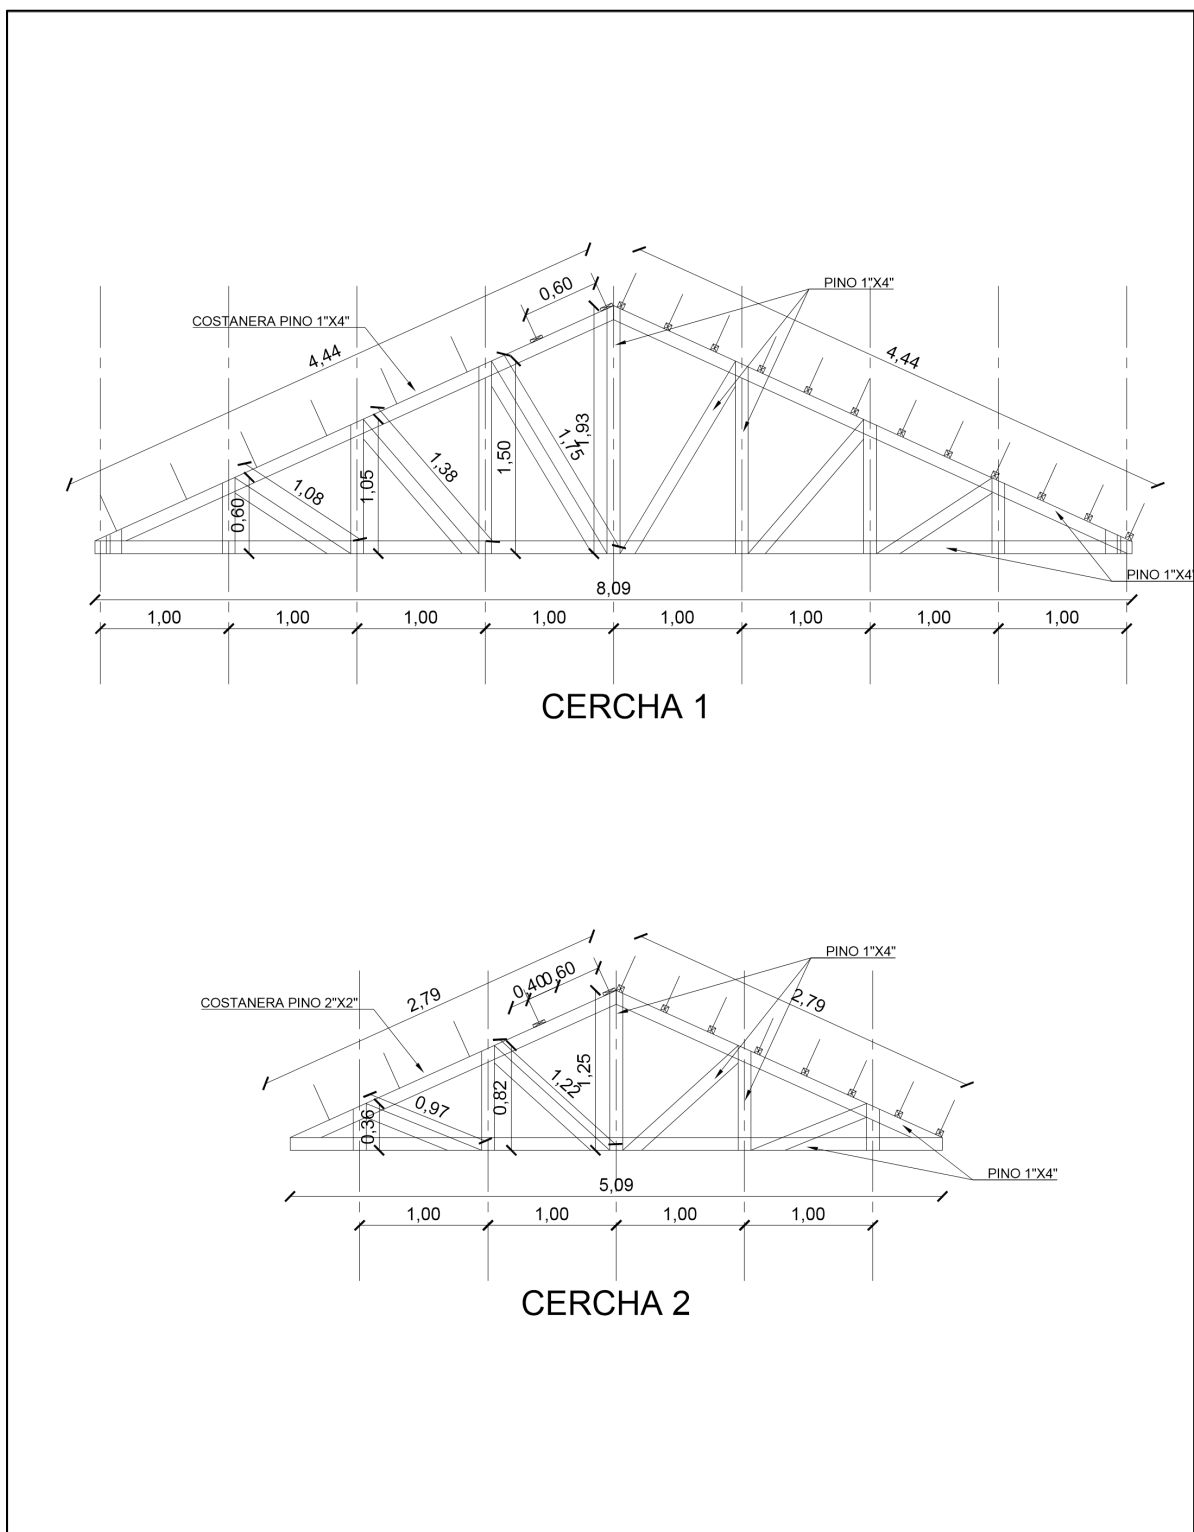 0,60
PINO 1"X4"
COSTANERA PINO 1"X4"
4,44
4,44
1,93
1,75
1,50
1,38
1,05
1,08
0,60
PINO 1"X4"
8,09
1,00 1,00 1,00 1,00 1,00 1,00 1,00 1,00
CERCHA 1
PINO 1"X4"
0,40 0,60
COSTANERA PINO 2"X2"
2,79
2,79
1,25
1,22
0,82
0,97
0,36
PINO 1"X4"
5,09
1,00 1,00 1,00 1,00
CERCHA 2